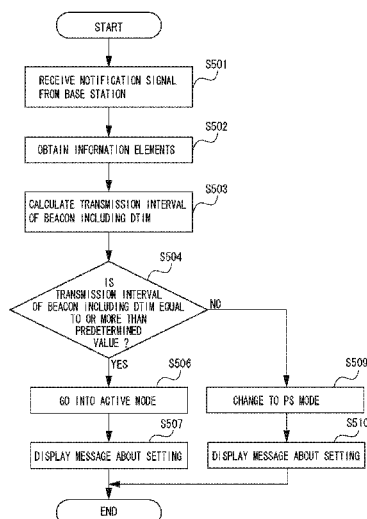 START
S501
RECEIVE NOTIFICATION SIGNAL
FROM BASE STATION
S502
OBTAIN INFORMATION ELEMENTS
S503
CALCULATE TRANSMISSION INTERVAL
OF BEACON INCLUDING DTIM
S504
IS
TRANSMISSION INTERVAL
OF BEACON INCLUDING DTIM EQUAL
TO OR MORE THAN
PREDETERMINED
VALUE ?
NO
YES
S506
GO INTO ACTIVE MODE
S509
CHANGE TO PS MODE
S507
DISPLAY MESSAGE ABOUT SETTING
S510
DISPLAY MESSAGE ABOUT SETTING
END